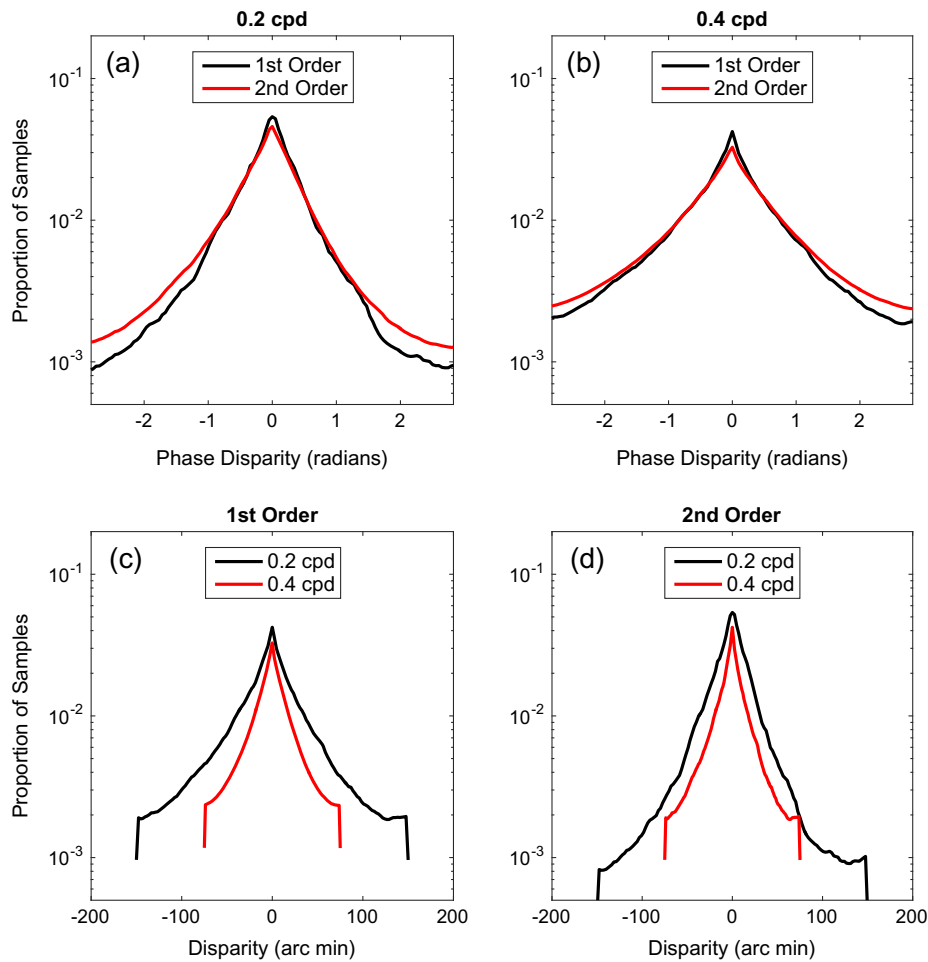 0.2 cpd
(a)
1st Order
2nd Order
10^-1
10^-2
10^-3
Proportion of Samples
-2 -1 0 1 2
Phase Disparity (radians)
0.4 cpd
(b)
1st Order
2nd Order
10^-1
10^-2
10^-3
-2 -1 0 1 2
Phase Disparity (radians)
1st Order
(c)
0.2 cpd
0.4 cpd
10^-1
10^-2
10^-3
Proportion of Samples
-200 -100 0 100 200
Disparity (arc min)
2nd Order
(d)
0.2 cpd
0.4 cpd
10^-1
10^-2
10^-3
-200 -100 0 100 200
Disparity (arc min)